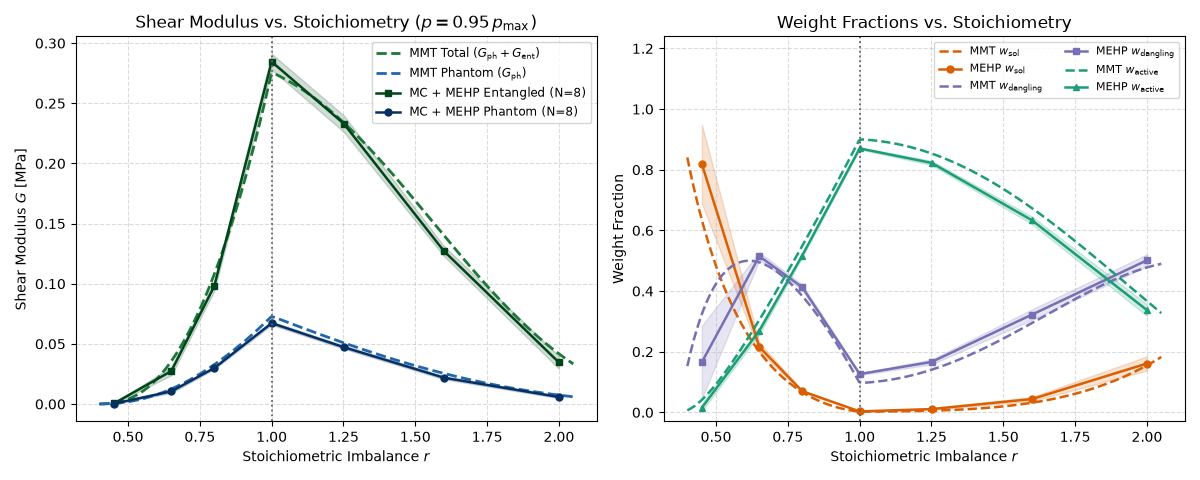 Shear Modulus vs. Stoichiometry (p = 0.95 p_max)
MMT Total (G_ph + G_ent)
MMT Phantom (G_ph)
MC + MEHP Entangled (N=8)
MC + MEHP Phantom (N=8)
Shear Modulus G [MPa]
0.30
0.25
0.20
0.15
0.10
0.05
0.00
0.50 0.75 1.00 1.25 1.50 1.75 2.00
Stoichiometric Imbalance r
Weight Fractions vs. Stoichiometry
MMT w_sol
MEHP w_sol
MMT w_dangling
MEHP w_dangling
MMT w_active
MEHP w_active
Weight Fraction
1.2
1.0
0.8
0.6
0.4
0.2
0.0
0.50 0.75 1.00 1.25 1.50 1.75 2.00
Stoichiometric Imbalance r